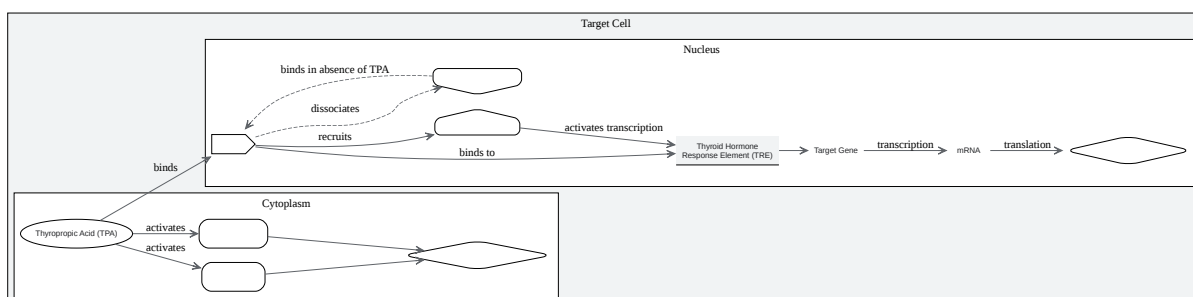 Target Cell
Nucleus
binds in absence of TPA
dissociates
recruits
activates transcription
binds to
Thyroid Hormone
Response Element (TRE)
Target Gene
transcription
mRNA
translation
binds
Cytoplasm
Thyropropic Acid (TPA)
activates
activates